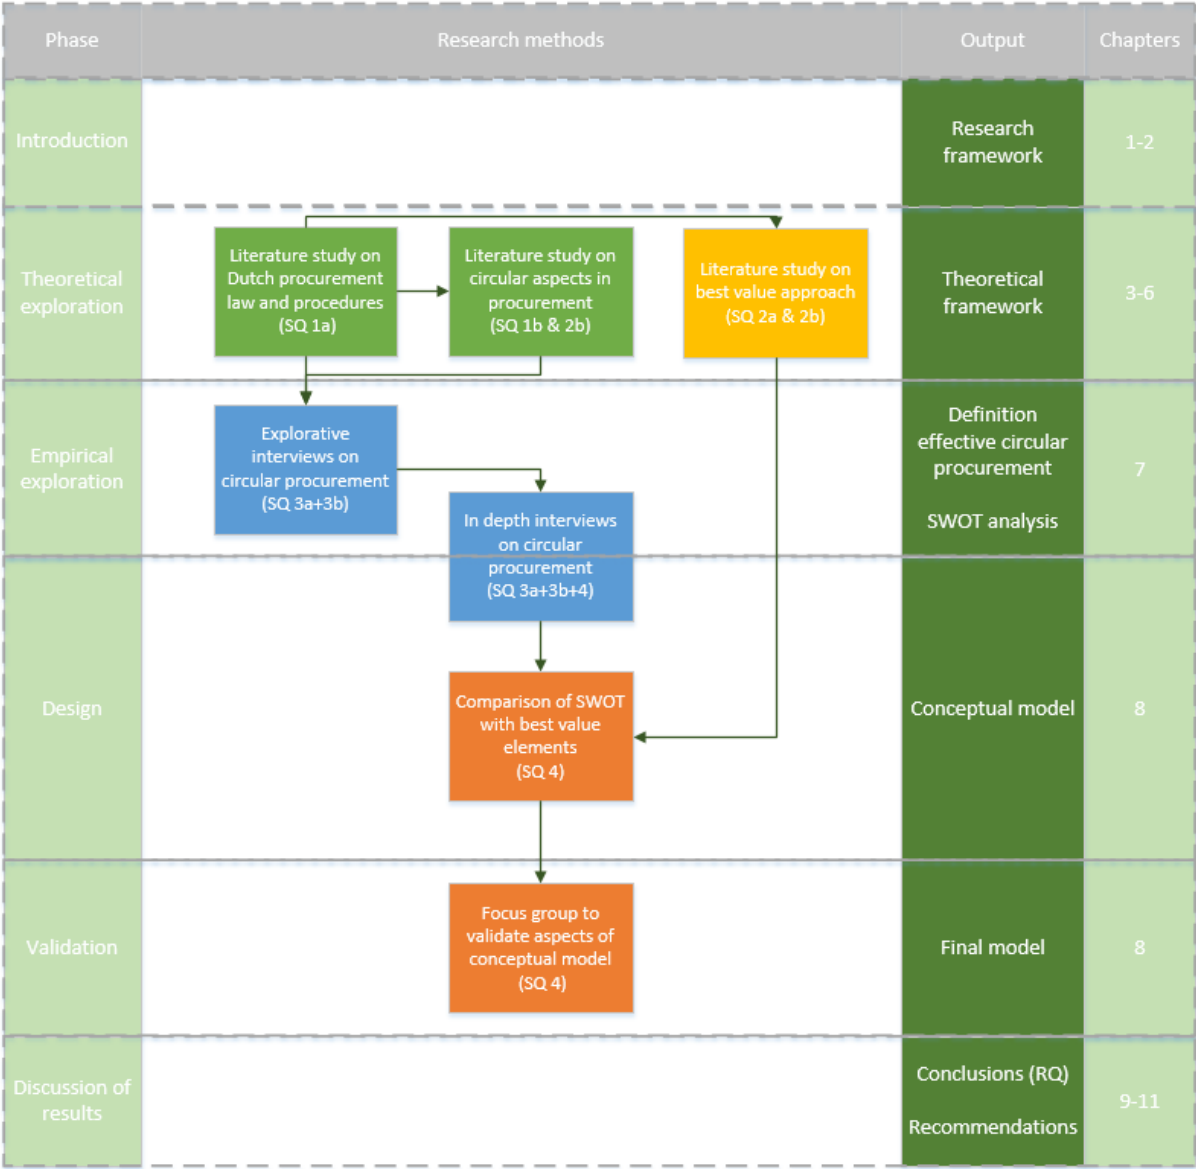 Phase
Research methods
Output
Chapters
Introduction
Research
framework
1-2
Theoretical
exploration
Literature study on
Dutch procurement
law and procedures
(SQ 1a)
Literature study on
circular aspects in
procurement
(SQ 1b & 2b)
Literature study on
best value approach
(SQ 2a & 2b)
Theoretical
framework
3-6
Empirical
exploration
Explorative
interviews on
circular procurement
(SQ 3a+3b)
In depth interviews
on circular
procurement
(SQ 3a+3b+4)
Definition
effective circular
procurement
SWOT analysis
7
Design
Comparison of SWOT
with best value
elements
(SQ 4)
Conceptual model
8
Validation
Focus group to
validate aspects of
conceptual model
(SQ 4)
Final model
8
Discussion of
results
Conclusions (RQ)
Recommendations
9-11